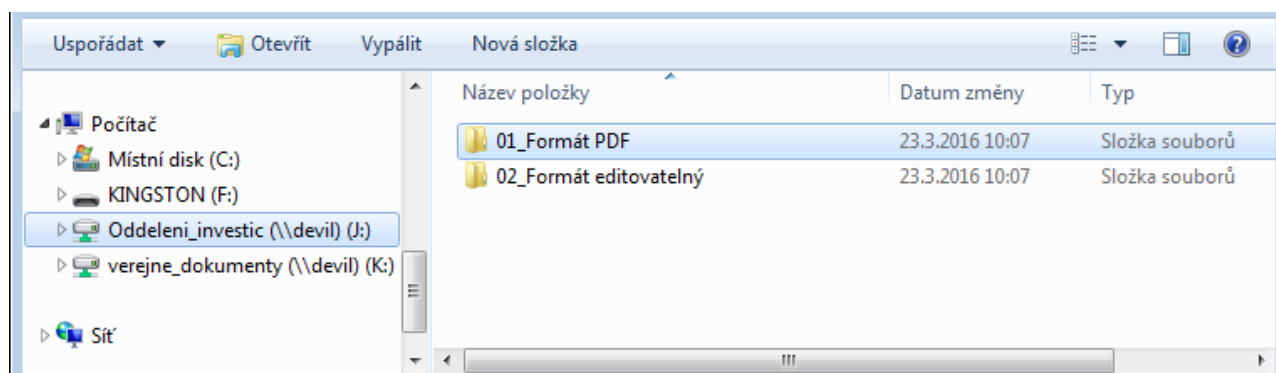 Uspořádat Otevřít Vypálit Nová složka
Počítač
Místní disk (C:)
KINGSTON (F:)
Oddeleni_investic (\\devil) (J:)
verejne_dokumenty (\\devil) (K:)
Síť
Název položky Datum změny Typ
01_Formát PDF 23.3.2016 10:07 Složka souborů
02_Formát editovatelný 23.3.2016 10:07 Složka souborů